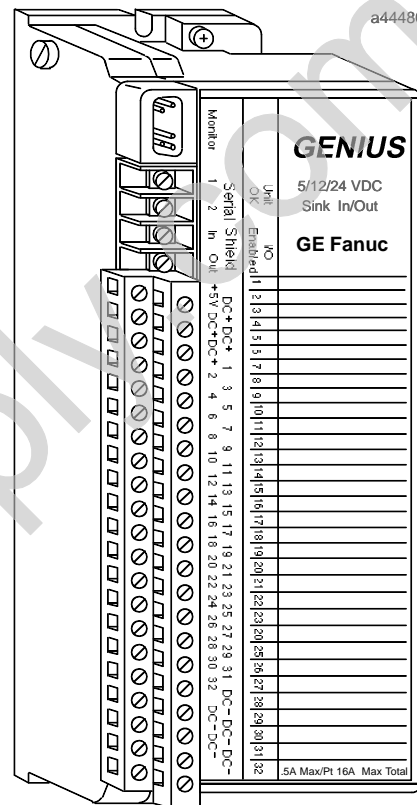 a4448
GENIUS
5/12/24 VDC
Sink In/Out
GE Fanuc
Unit
OK
I/O
Enabled
1
2
3
4
5
5
7
8
9
10
11
12
13
14
15
16
17
18
19
20
21
22
23
20
25
26
27
28
29
30
31
32
Serial Shield
DC+ DC+ 1 3 5 7 9 11 13 15 17 19 21 23 25 27 29 31 DC- DC- DC-
Monitor
1 2 In Out
+5V DC+ DC+ 2 4 6 8 10 12 14 16 18 20 22 24 26 28 30 32 DC- DC-
.5A Max/Pt 16A Max Total
ply.com